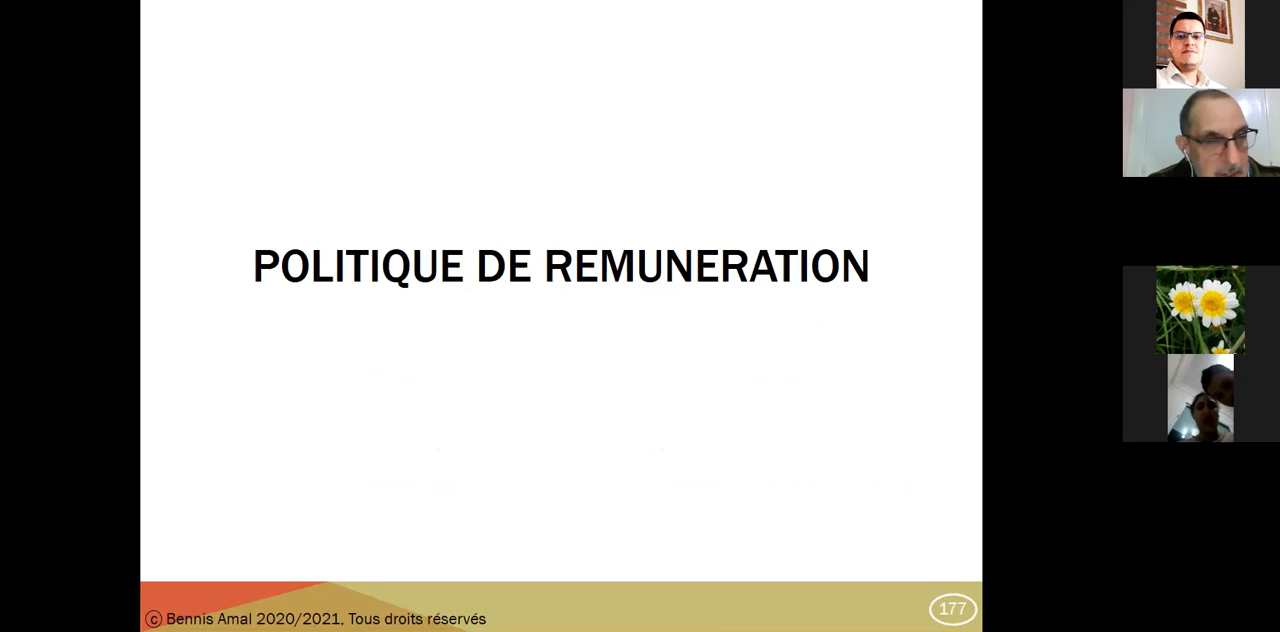 POLITIQUE DE REMUNERATION
© Bennis Amal 2020/2021, Tous droits réservés
177